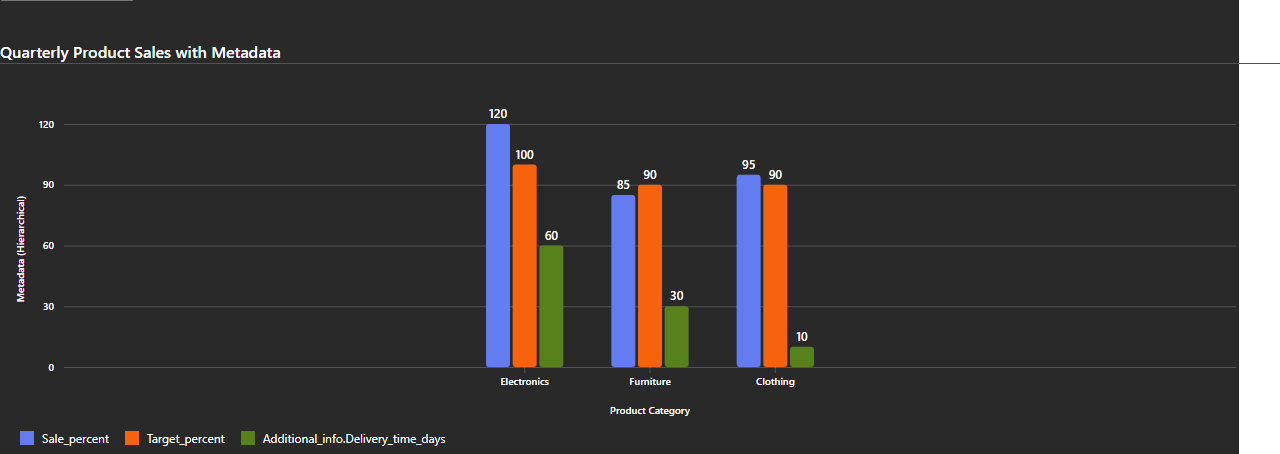 Quarterly Product Sales with Metadata
Metadata (Hierarchical)
120
90
60
30
0
120
100
60
85
90
30
95
90
10
Electronics
Furniture
Clothing
Product Category
Sale_percent
Target_percent
Additional_info.Delivery_time_days